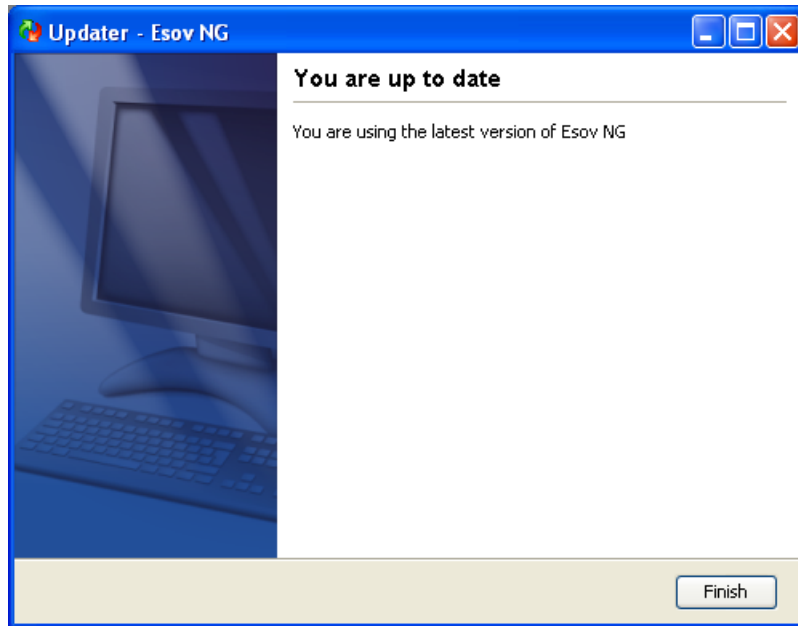 Updater - Esov NG
You are up to date
You are using the latest version of Esov NG
Finish